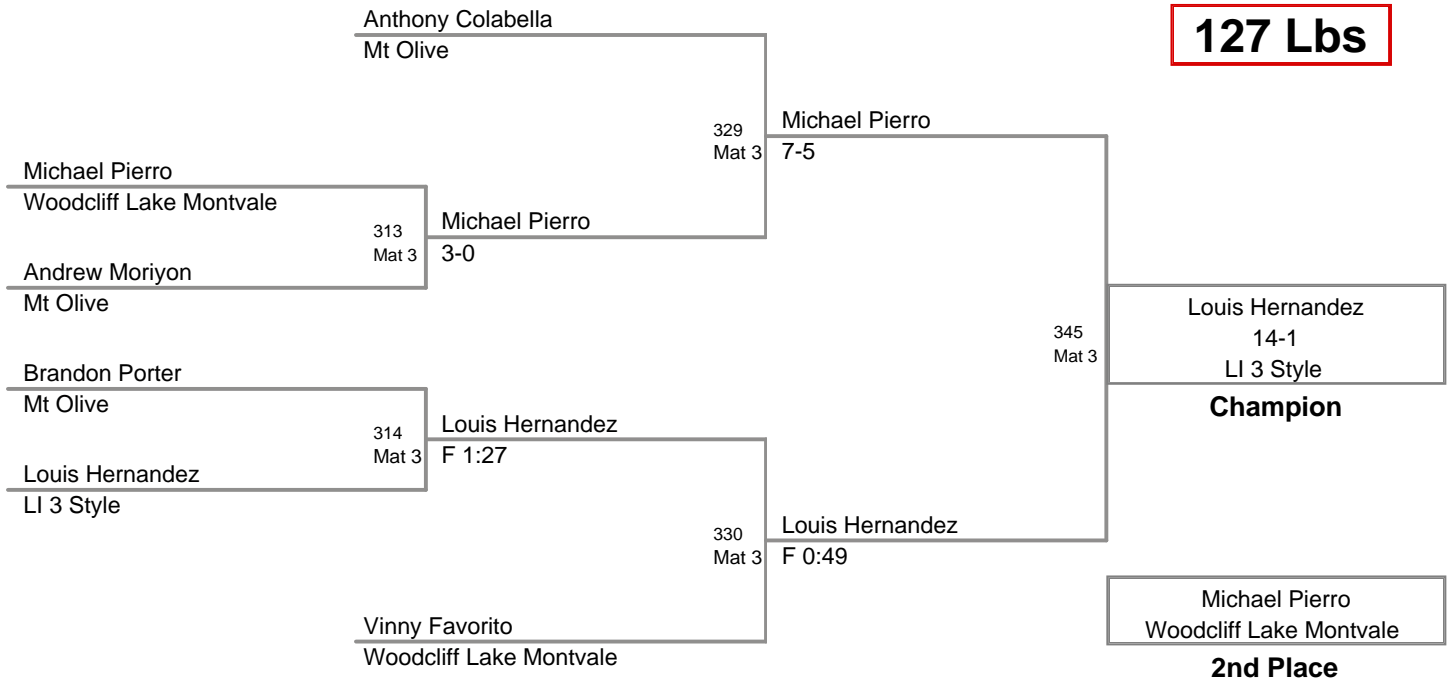 Anthony Colabella
127 Lbs
Mt Olive
329
Mat 3
Michael Pierro
7-5
Michael Pierro
Woodcliff Lake Montvale
313
Mat 3
Michael Pierro
3-0
Andrew Moriyon
Mt Olive
345
Mat 3
Louis Hernandez
14-1
LI 3 Style
Champion
Brandon Porter
Mt Olive
314
Mat 3
Louis Hernandez
F 1:27
Louis Hernandez
LI 3 Style
330
Mat 3
Louis Hernandez
F 0:49
Vinny Favorito
Woodcliff Lake Montvale
Michael Pierro
Woodcliff Lake Montvale
2nd Place